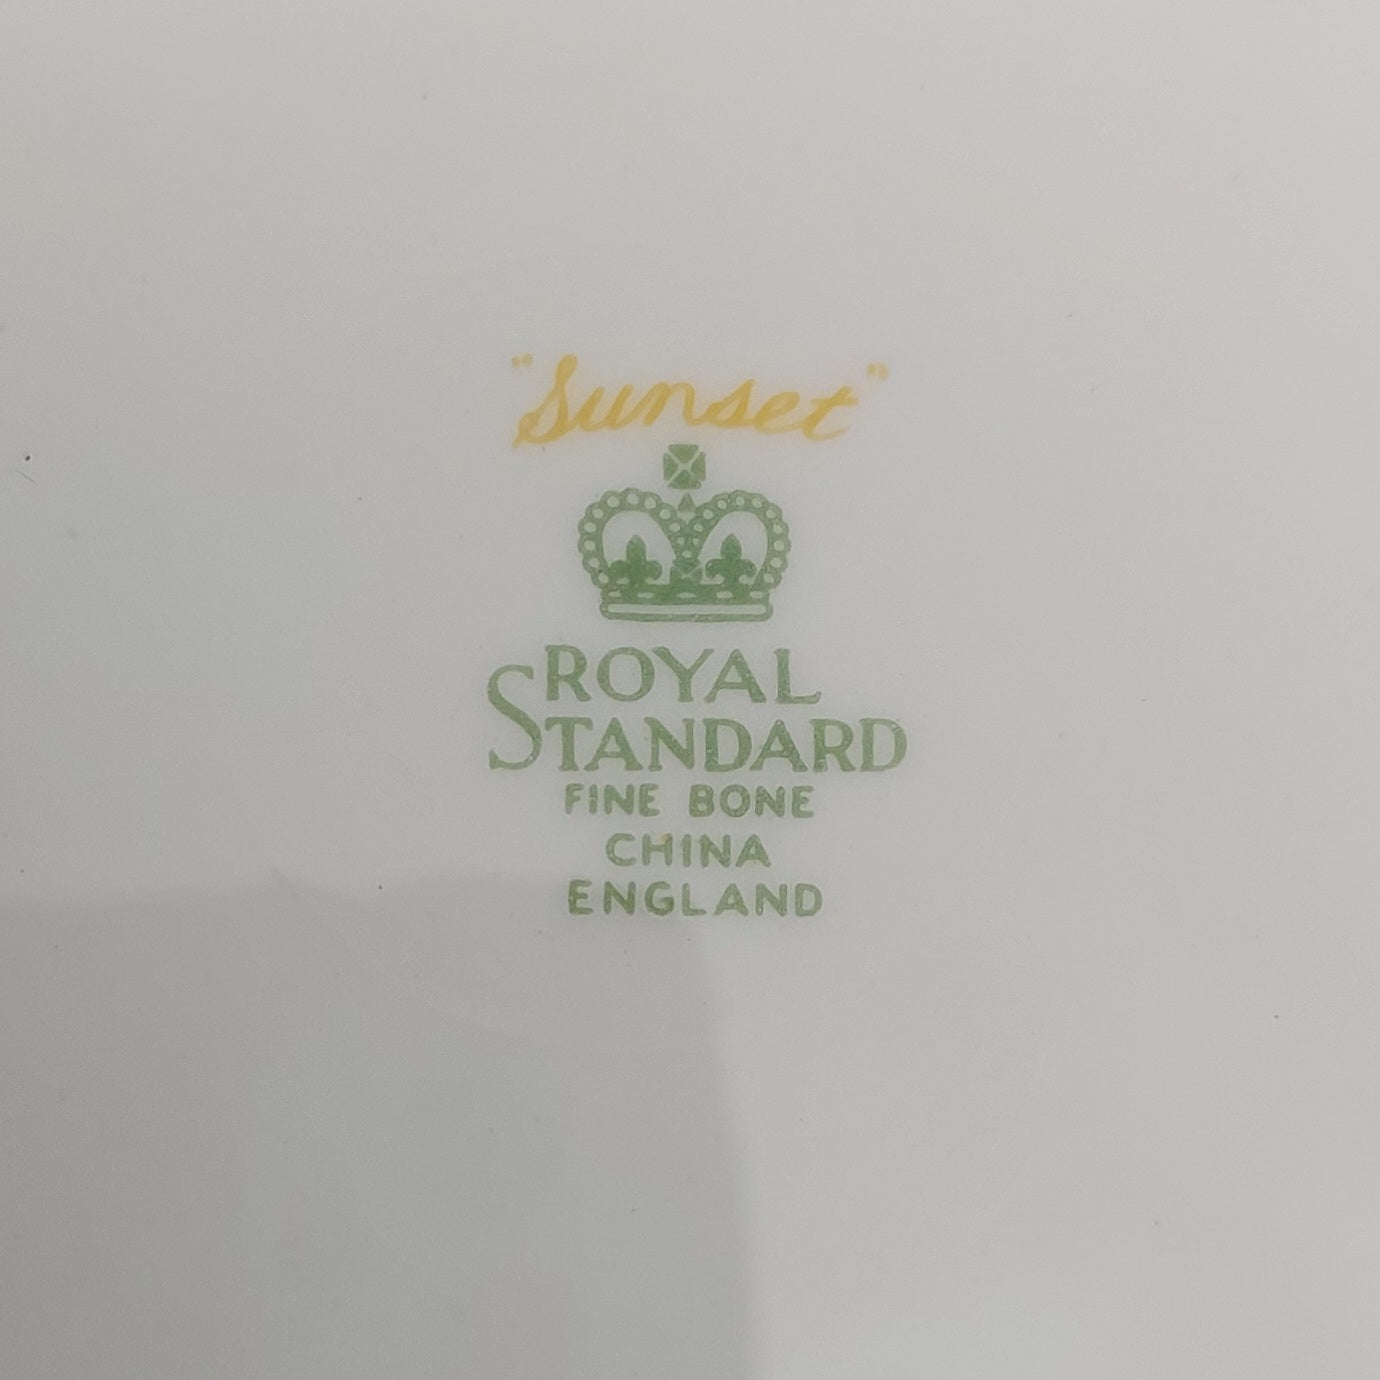 "Sunset"
ROYAL
STANDARD
FINE BONE
CHINA
ENGLAND